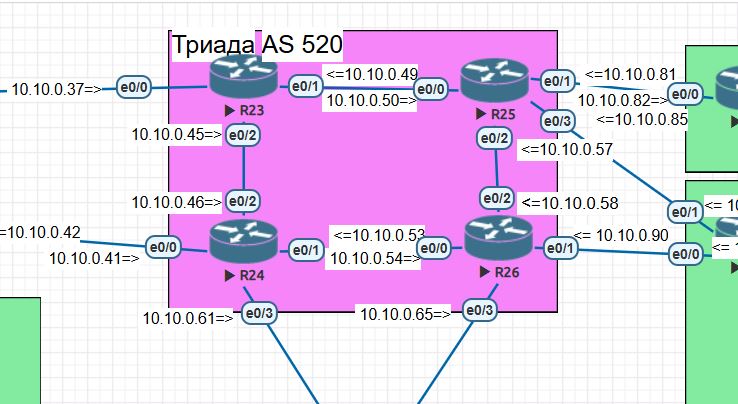 Триада AS 520
10.10.0.37=>
e0/0
e0/1
<=10.10.0.49
10.10.0.50=>
e0/0
e0/1
<=10.10.0.81
10.10.0.82=>
e0/0
R23
R25
e0/3
<=10.10.0.85
10.10.0.45=>
e0/2
e0/2
<=10.10.0.57
10.10.0.46=>
e0/2
e0/2
<=10.10.0.58
e0/1
<= 10
=10.10.0.42
10.10.0.41=>
e0/0
e0/1
<=10.10.0.53
10.10.0.54=>
e0/0
e0/1
<=10.10.0.90
e0/0
<= 1
R24
R26
10.10.0.61=>
e0/3
10.10.0.65=>
e0/3